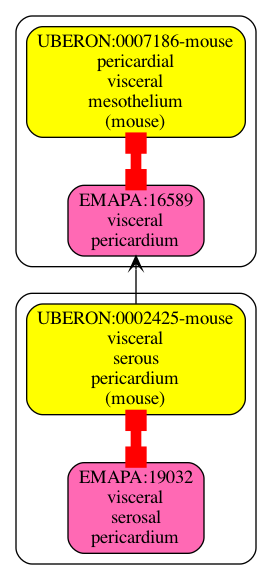 UBERON:0007186-mouse
pericardial
visceral
mesothelium
(mouse)
EMAPA:16589
visceral
pericardium
UBERON:0002425-mouse
visceral
serous
pericardium
(mouse)
EMAPA:19032
visceral
serosal
pericardium